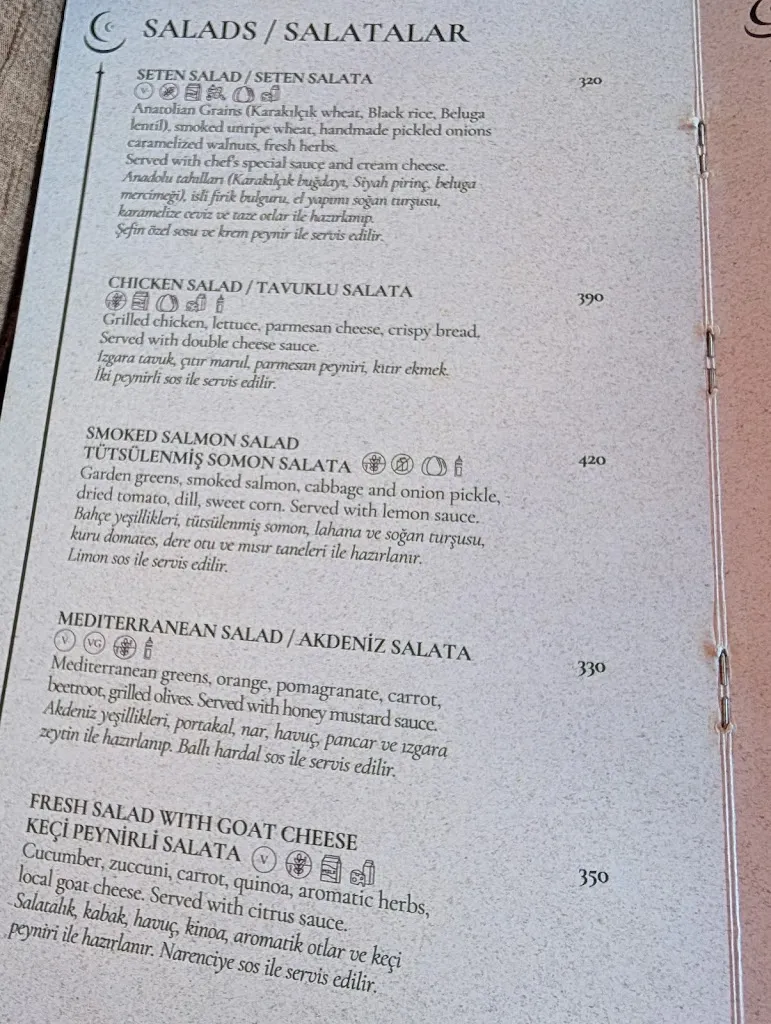 SALADS / SALATALAR
SETEN SALAD / SETEN SALATA 320
V
Anatolian Grains (Karakılçık wheat, Black rice, Beluga
lentil), smoked unripe wheat, handmade pickled onions
caramelized walnuts, fresh herbs.
Served with chef's special sauce and cream cheese.
Anadolu tahılları (Karakılçık buğdayı, Siyah pirinç, beluga
mercimeği), isli firik bulguru, el yapımı soğan turşusu,
karamelize ceviz ve taze otlar ile hazırlanıp.
Şefin özel sosu ve krem peynir ile servis edilir.
CHICKEN SALAD / TAVUKLU SALATA 390
Grilled chicken, lettuce, parmesan cheese, crispy bread.
Served with double cheese sauce.
Izgara tavuk, çıtır marul, parmesan peyniri, kıtır ekmek.
İki peynirli sos ile servis edilir.
SMOKED SALMON SALAD
TÜTSÜLENMİŞ SOMON SALATA 420
Garden greens, smoked salmon, cabbage and onion pickle,
dried tomato, dill, sweet corn. Served with lemon sauce.
Bahçe yeşillikleri, tütsülenmiş somon, lahana ve soğan turşusu,
kuru domates, dere otu ve mısır taneleri ile hazırlanır.
Limon sos ile servis edilir.
MEDITERRANEAN SALAD / AKDENİZ SALATA 330
V VG
Mediterranean greens, orange, pomagranate, carrot,
beetroot, grilled olives. Served with honey mustard sauce.
Akdeniz yeşillikleri, portakal, nar, havuç, pancar ve ızgara
zeytin ile hazırlanıp. Ballı hardal sos ile servis edilir.
FRESH SALAD WITH GOAT CHEESE
KEÇİ PEYNİRLİ SALATA V 350
Cucumber, zuccuni, carrot, quinoa, aromatic herbs,
local goat cheese. Served with citrus sauce.
Salatalık, kabak, havuç, kinoa, aromatik otlar ve keçi
peyniri ile hazırlanır. Narenciye sos ile servis edilir.